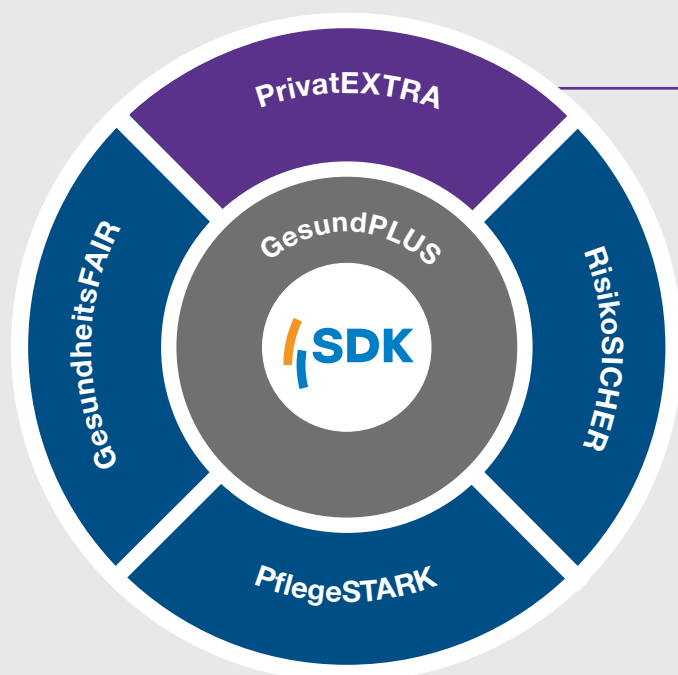 PrivatEXTRA
GesundPLUS
GesundheitsFAIR
SDK
RisikoSICHER
PflegeSTARK